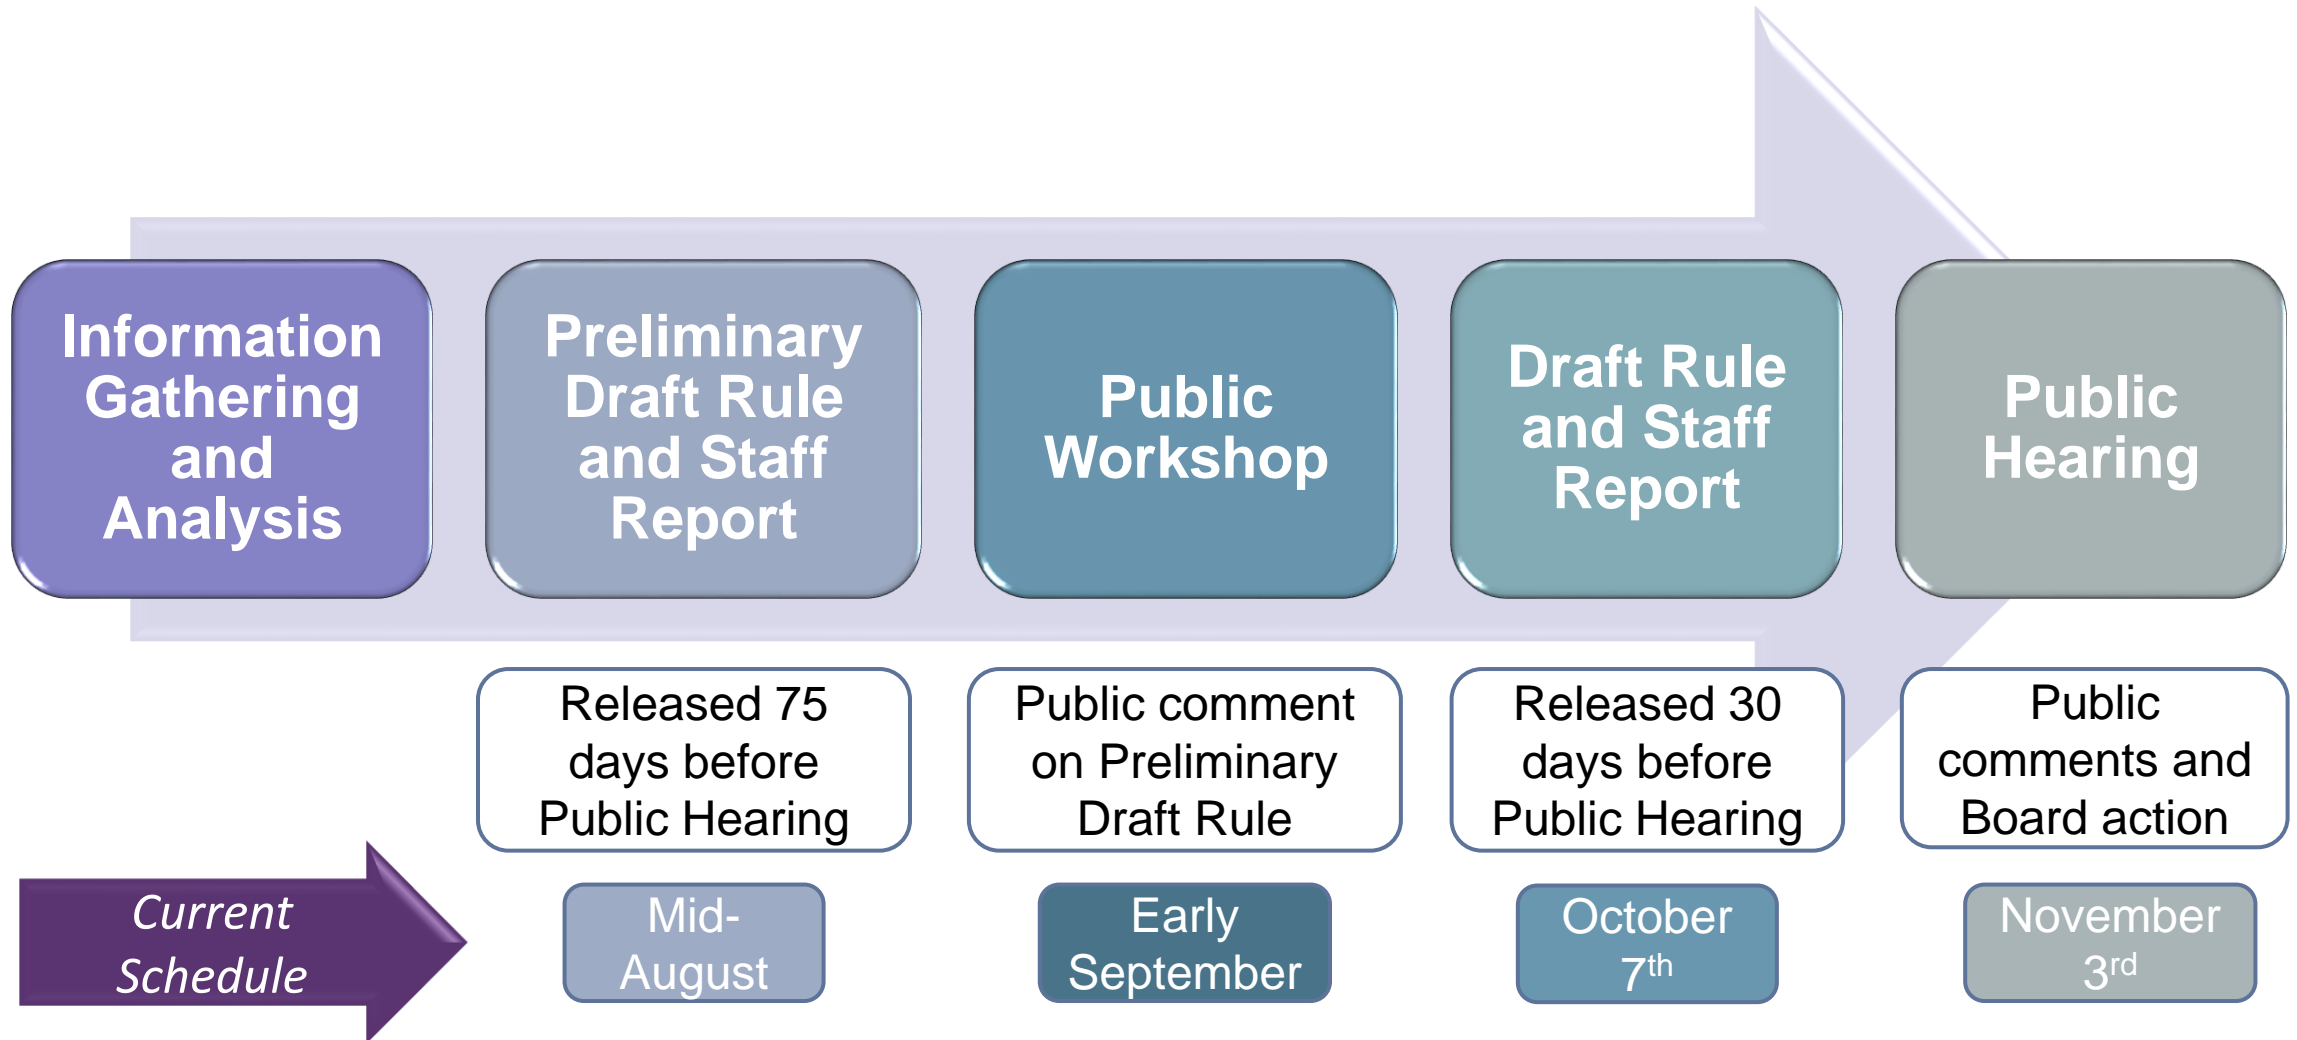 Information
Gathering
and
Analysis
Preliminary
Draft Rule
and Staff
Report
Public
Workshop
Draft Rule
and Staff
Report
Public
Hearing
Released 75
days before
Public Hearing
Public comment
on Preliminary
Draft Rule
Released 30
days before
Public Hearing
Public
comments and
Board action
Current
Schedule
Mid-
August
Early
September
October
7th
November
3rd